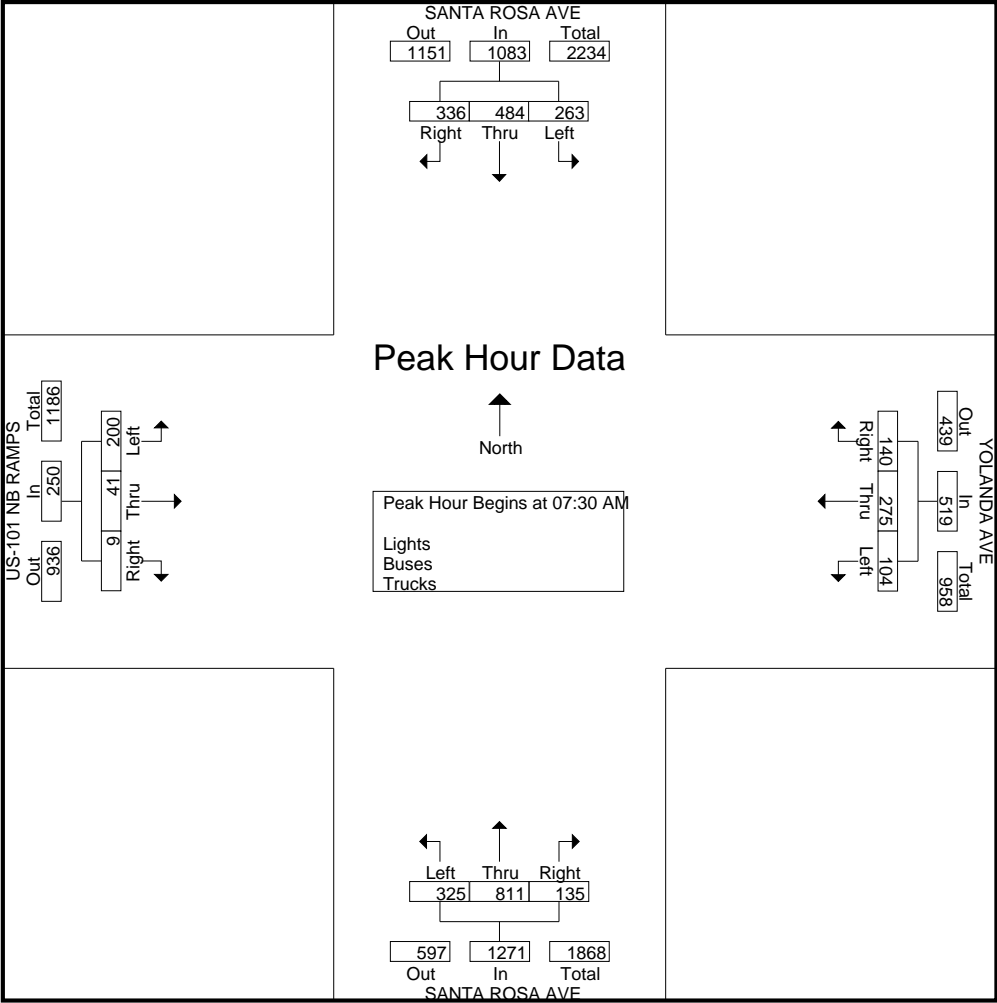 SANTA ROSA AVE
Out In Total
1151 1083 2234
336 484 263
Right Thru Left
Peak Hour Data
North
Peak Hour Begins at 07:30 AM
Lights
Buses
Trucks
US-101 NB RAMPS
Out In Total
936 250 1186
9 41 200
Right Thru Left
YOLANDA AVE
Out In Total
439 519 958
140 275 104
Right Thru Left
Left Thru Right
325 811 135
597 1271 1868
Out In Total
SANTA ROSA AVE